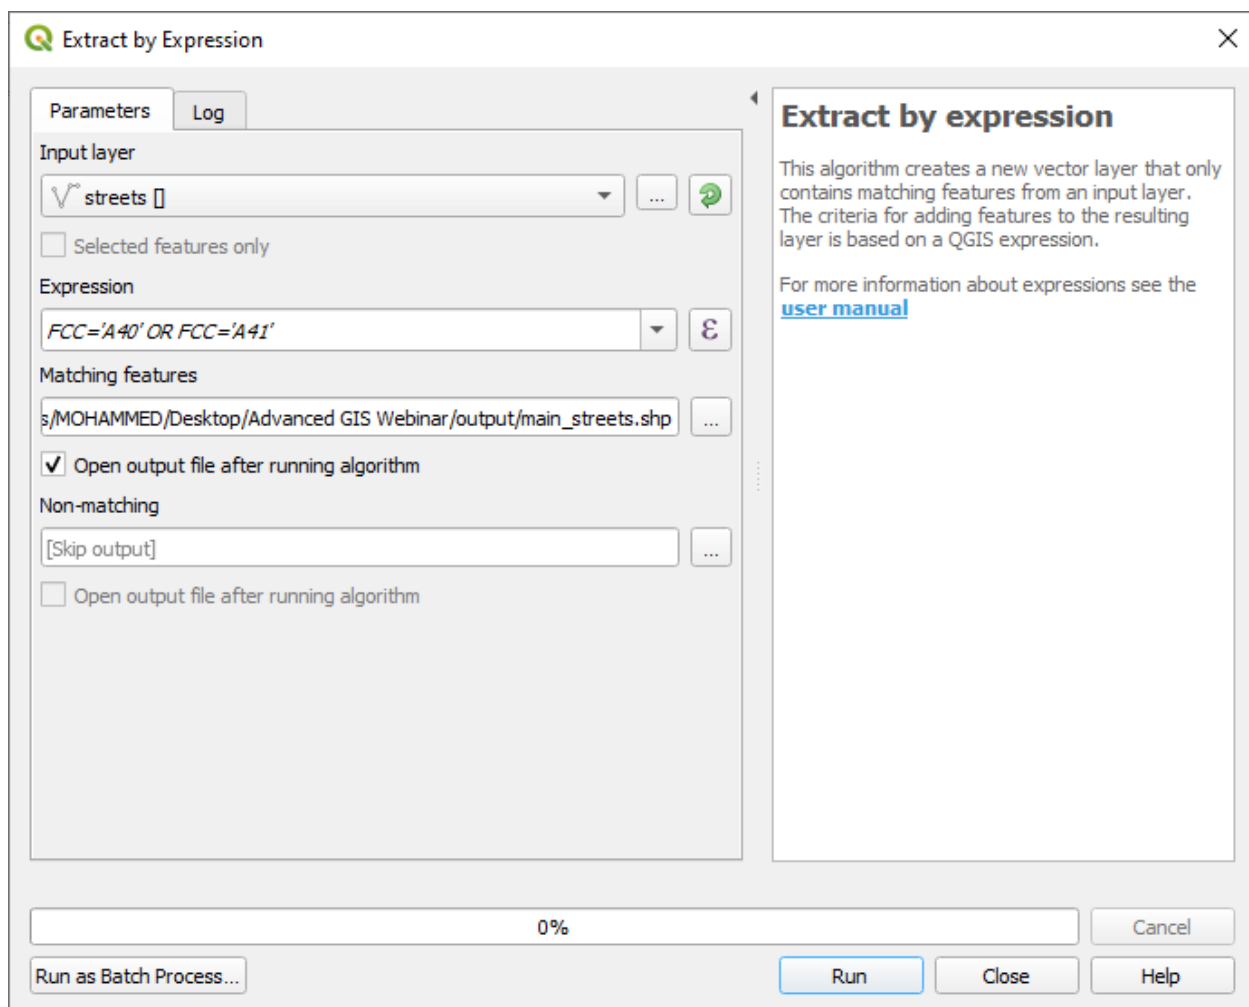 Extract by Expression
Parameters
Log
Input layer
streets []
...
Selected features only
Expression
FCC='A40' OR FCC='A41'
ε
Matching features
s/MOHAMMED/Desktop/Advanced GIS Webinar/output/main_streets.shp
...
Open output file after running algorithm
Non-matching
[Skip output]
...
Open output file after running algorithm
Extract by expression
This algorithm creates a new vector layer that only
contains matching features from an input layer.
The criteria for adding features to the resulting
layer is based on a QGIS expression.
For more information about expressions see the
user manual
0%
Cancel
Run as Batch Process...
Run
Close
Help